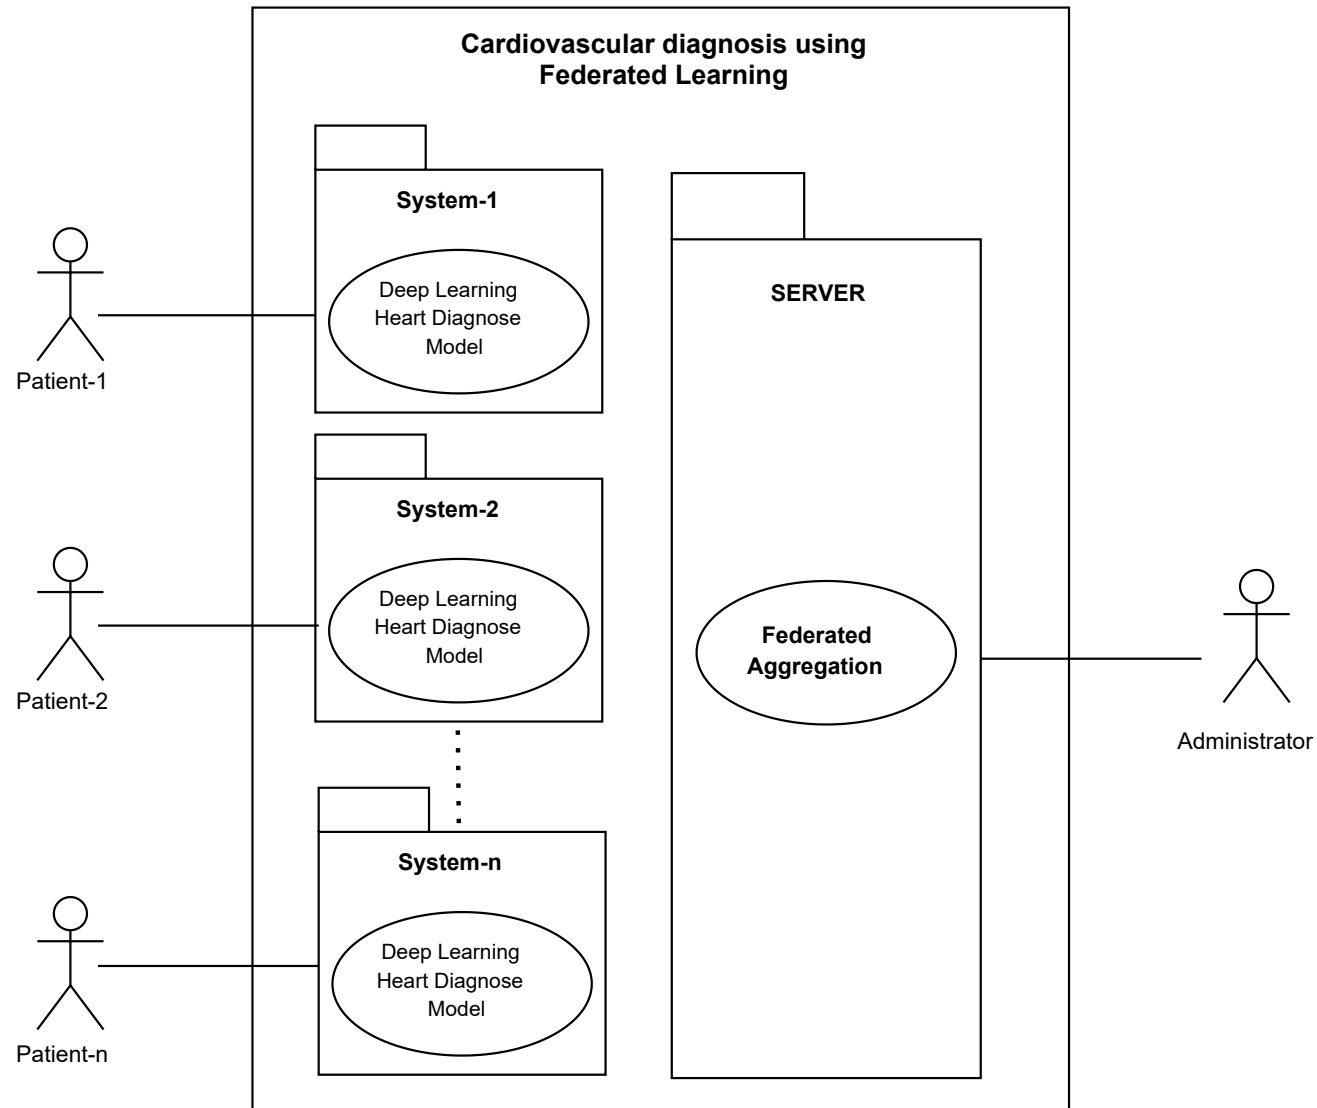 Cardiovascular diagnosis using
Federated Learning
System-1
Deep Learning
Heart Diagnose
Model
Patient-1
SERVER
System-2
Deep Learning
Heart Diagnose
Model
Patient-2
Federated
Aggregation
Administrator
System-n
Deep Learning
Heart Diagnose
Model
Patient-n